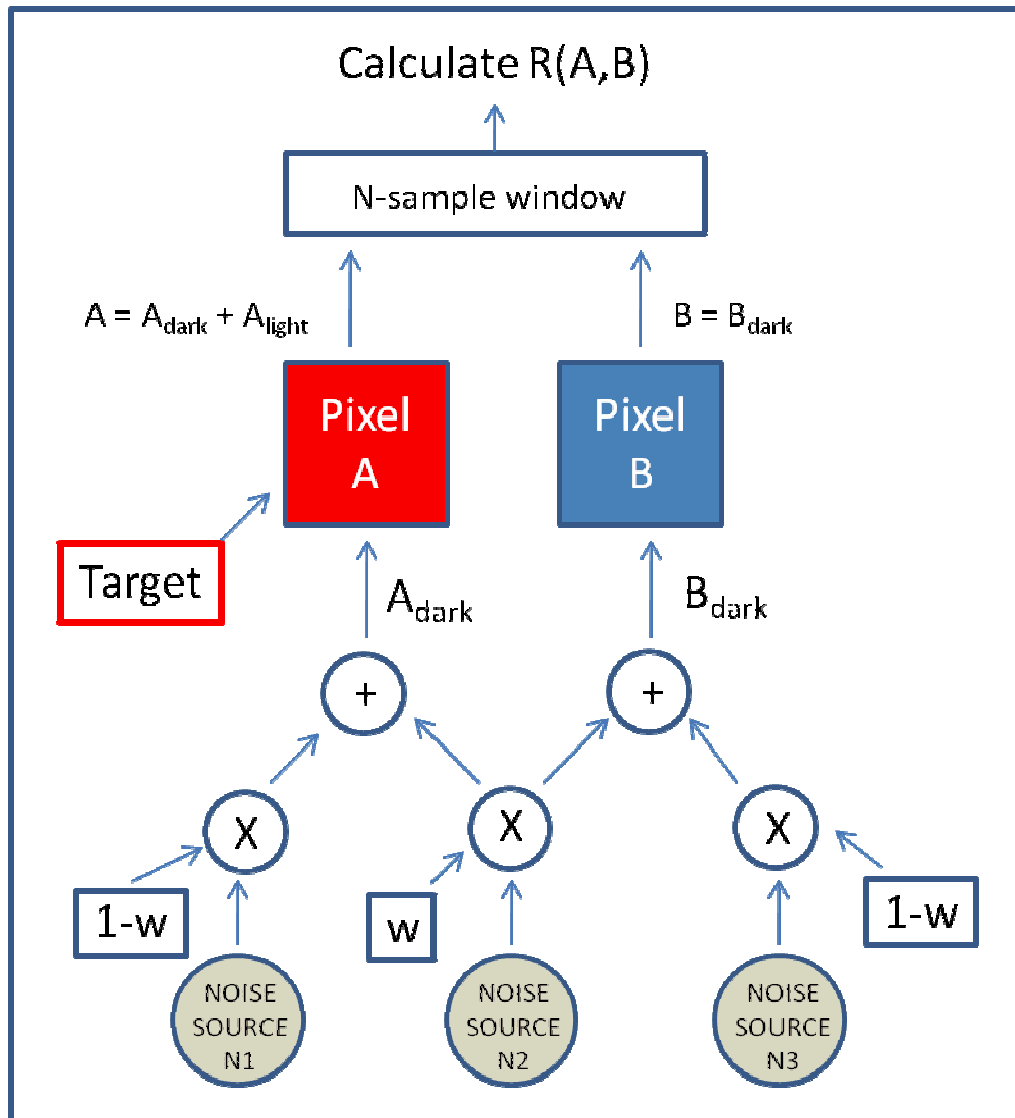 Calculate R(A,B)
N-sample window
A = Adark + Alight
B = Bdark
Pixel
A
Pixel
B
Target
Adark
Bdark
+
+
X
X
X
1-w
w
1-w
NOISE
SOURCE
N1
NOISE
SOURCE
N2
NOISE
SOURCE
N3